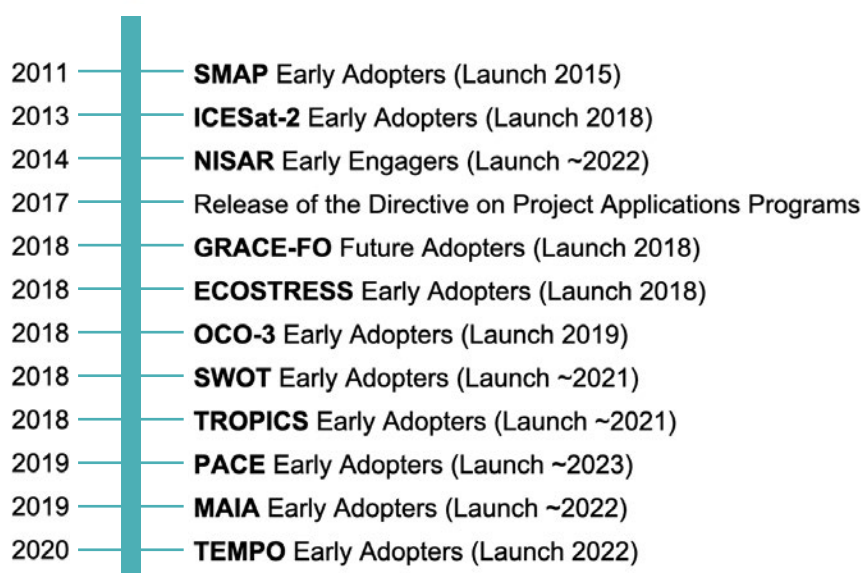 2011 SMAP Early Adopters (Launch 2015)
2013 ICESat-2 Early Adopters (Launch 2018)
2014 NISAR Early Engagers (Launch ~2022)
2017 Release of the Directive on Project Applications Programs
2018 GRACE-FO Future Adopters (Launch 2018)
2018 ECOSTRESS Early Adopters (Launch 2018)
2018 OCO-3 Early Adopters (Launch 2019)
2018 SWOT Early Adopters (Launch ~2021)
2018 TROPICS Early Adopters (Launch ~2021)
2019 PACE Early Adopters (Launch ~2023)
2019 MAIA Early Adopters (Launch ~2022)
2020 TEMPO Early Adopters (Launch 2022)